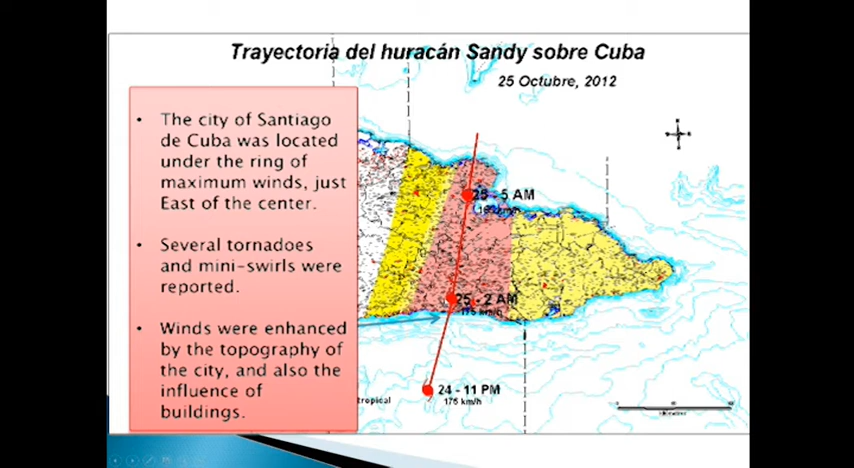 Trayectoria del huracán Sandy sobre Cuba
25 Octubre, 2012
• The city of Santiago
de Cuba was located
under the ring of
maximum winds, just
East of the center.
• Several tornadoes
and mini-swirls were
reported.
• Winds were enhanced
by the topography of
the city, and also the
influence of
buildings.
25 - 5 AM
25 - 2 AM
175 km/h
24 - 11 PM
175 km/h
tropical